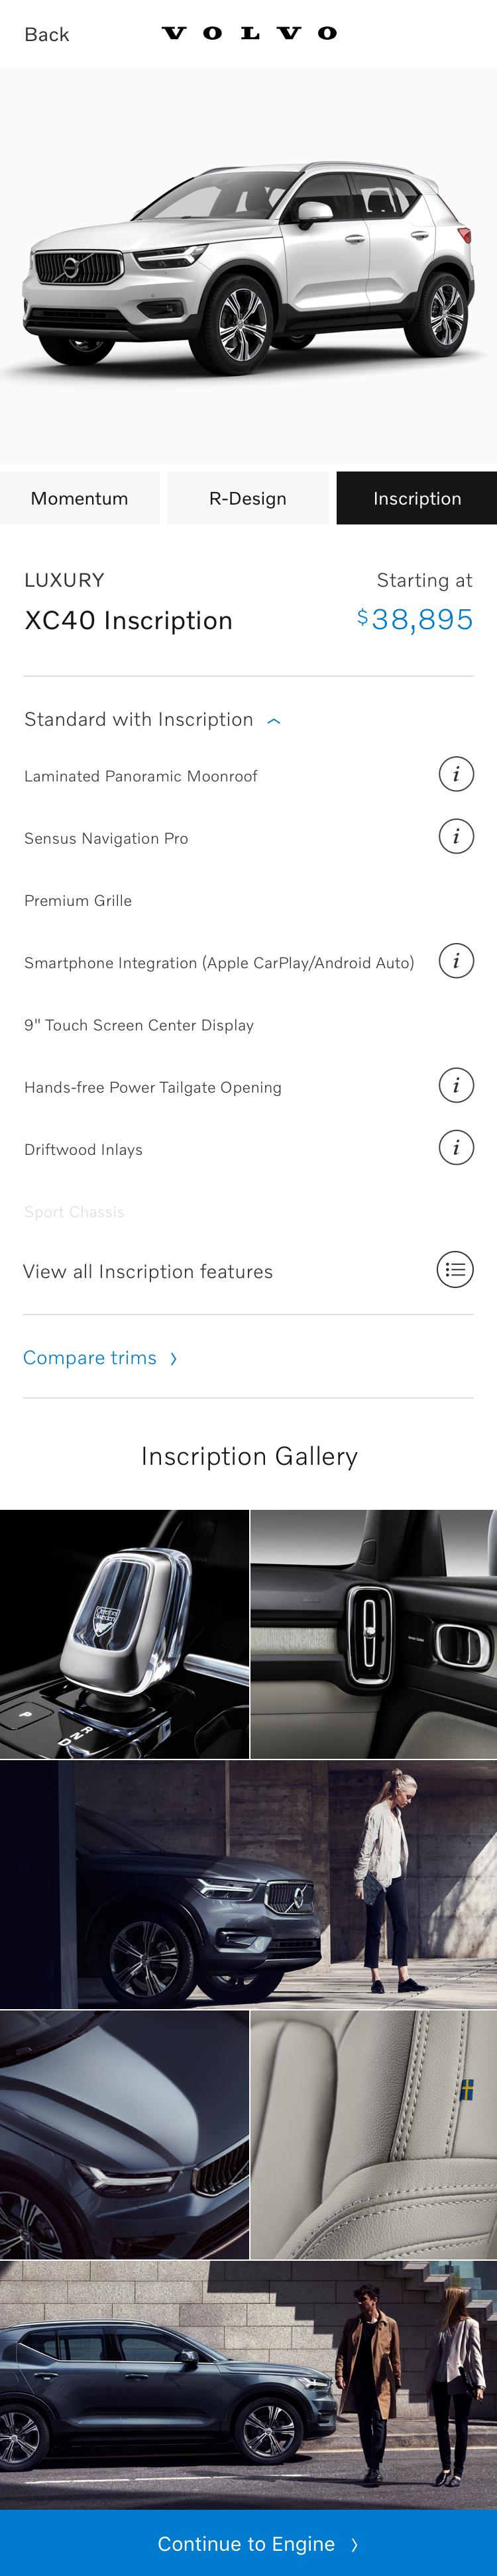 Back
VOLVO
Momentum
R-Design
Inscription
LUXURY
Starting at
XC40 Inscription
$38,895
Standard with Inscription
Laminated Panoramic Moonroof
Sensus Navigation Pro
Premium Grille
Smartphone Integration (Apple CarPlay/Android Auto)
9" Touch Screen Center Display
Hands-free Power Tailgate Opening
Driftwood Inlays
Sport Chassis
View all Inscription features
Compare trims
Inscription Gallery
P
R
N
D
Continue to Engine